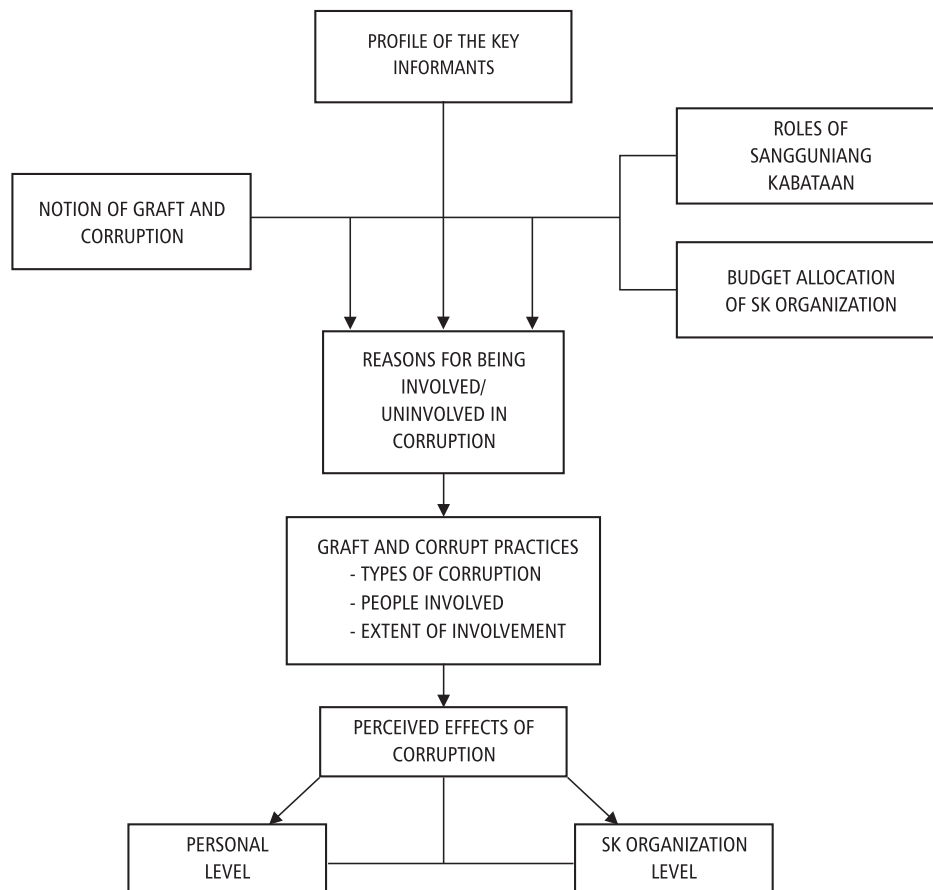 PROFILE OF THE KEY
INFORMANTS
ROLES OF
SANGGUNIANG
KABATAAN
NOTION OF GRAFT AND
CORRUPTION
BUDGET ALLOCATION
OF SK ORGANIZATION
REASONS FOR BEING
INVOLVED/
UNINVOLVED IN
CORRUPTION
GRAFT AND CORRUPT PRACTICES
- TYPES OF CORRUPTION
- PEOPLE INVOLVED
- EXTENT OF INVOLVEMENT
PERCEIVED EFFECTS OF
CORRUPTION
PERSONAL
LEVEL
SK ORGANIZATION
LEVEL